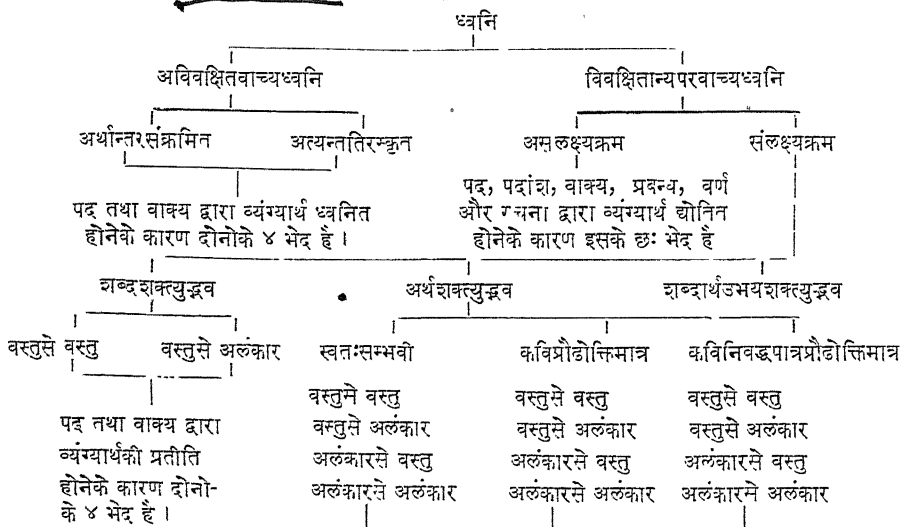 ध्वनि
अविवक्षितवाच्यध्वनि विवक्षितान्यपरवाच्यध्वनि
अर्थान्तरसंक्रमित अत्यन्ततिरस्कृत असलक्ष्यक्रम संलक्ष्यक्रम
पद तथा वाक्य द्वारा व्यंग्यार्थ ध्वनित
होनेके कारण दोनोके ४ भेद है ।
पद, पदांश, वाक्य, प्रबन्ध, वर्ण
और रचना द्वारा व्यंग्यार्थ द्योतित
होनेके कारण इसके छः भेद है
शब्दशक्त्युद्भव अर्थशक्त्युद्भव शब्दार्थउभयशक्त्युद्भव
वस्तुसे वस्तु वस्तुसे अलंकार स्वतःसम्भवी कविप्रौढोक्तिमात्र कविनिवद्धपात्रप्रौढोक्तिमात्र
पद तथा वाक्य द्वारा
व्यंग्यार्थकी प्रतीति
होनेके कारण दोनो-
के ४ भेद है ।
वस्तुसे वस्तु
वस्तुसे अलंकार
अलंकारसे वस्तु
अलंकारसे अलंकार
वस्तुसे वस्तु
वस्तुसे अलंकार
अलंकारसे वस्तु
अलंकारसे अलंकार
वस्तुसे वस्तु
वस्तुसे अलंकार
अलंकारसे वस्तु
अलंकारसे अलंकार